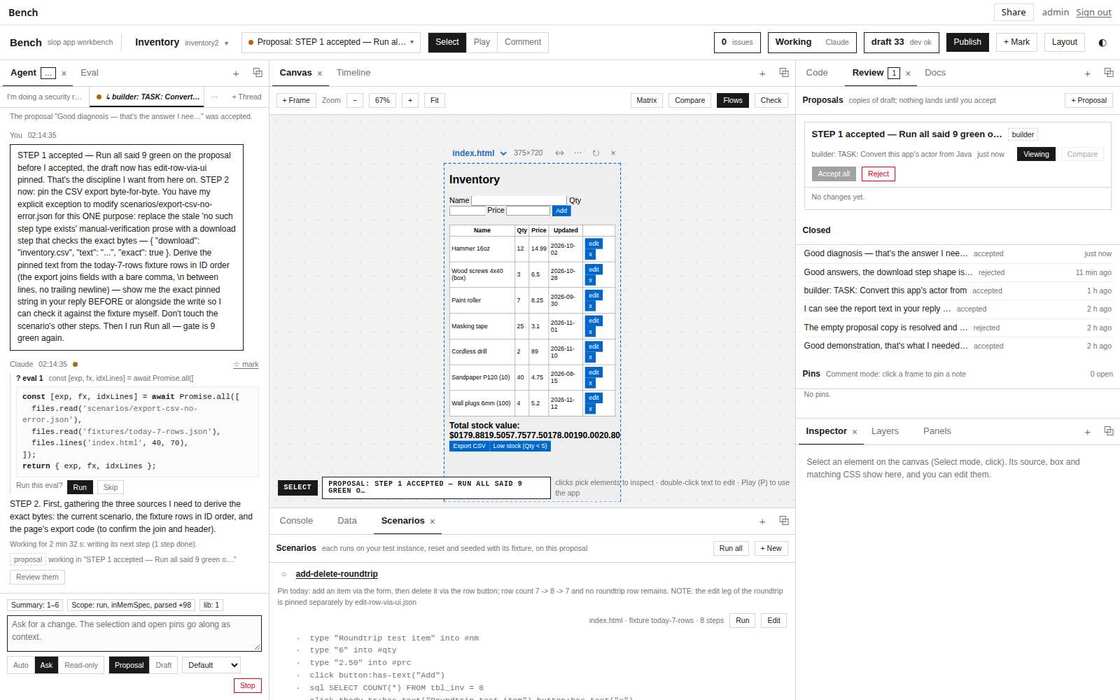 Bench
Share
admin
Sign out
Bench slop app workbench
Inventory inventory2
Proposal: STEP 1 accepted — Run al…
Select Play Comment
0 issues
Working Claude
draft 33 dev ok
Publish
+ Mark
Layout
Agent … ×
Eval
I'm doing a security r…
↳ builder: TASK: Convert…
+ Thread
The proposal "Good diagnosis — that's the answer I nee…" was accepted.
You 02:14:35
STEP 1 accepted — Run all said 9 green on the proposal
before I accepted, the draft now has edit-row-via-ui
pinned. That's the discipline I want from here on. STEP 2
now: pin the CSV export byte-for-byte. You have my
explicit exception to modify scenarios/export-csv-no-
error.json for this ONE purpose: replace the stale 'no such
step type exists' manual-verification prose with a download
step that checks the exact bytes — { "download":
"inventory.csv", "text": "...", "exact": true }. Derive the
pinned text from the today-7-rows fixture rows in ID order
(the export joins fields with a bare comma, \n between
lines, no trailing newline) — show me the exact pinned
string in your reply BEFORE or alongside the write so I
can check it against the fixture myself. Don't touch the
scenario's other steps. Then I run Run all — gate is 9
green again.
Claude 02:14:35
☆ mark
? eval 1 const [exp, fx, idxLines] = await Promise.all([
const [exp, fx, idxLines] = await Promise.all([
files.read('scenarios/export-csv-no-
error.json'),
files.read('fixtures/today-7-rows.json'),
files.lines('index.html', 40, 70),
]);
return { exp, fx, idxLines };
Run this eval? Run Skip
STEP 2. First, gathering the three sources I need to derive the
exact bytes: the current scenario, the fixture rows in ID order, and
the page's export code (to confirm the join and header).
Working for 2 min 32 s: writing its next step (1 step done).
proposal working in "STEP 1 accepted — Run all said 9 green o…"
Review them
Summary: 1–6
Scope: run, inMemSpec, parsed +98
lib: 1
Ask for a change. The selection and open pins go along as
context.
Auto Ask Read-only
Proposal Draft
Default
Stop
Canvas × Timeline
+ Frame Zoom − 67% + Fit
Matrix Compare Flows Check
index.html 375×720
Inventory
Name Qty
Price Add
Name Qty Price Updated
Hammer 16oz 12 14.99 2026-10-02 edit x
Wood screws 4x40 (box) 3 6.5 2026-10-28 edit x
Paint roller 7 8.25 2026-09-30 edit x
Masking tape 25 3.1 2026-11-01 edit x
Cordless drill 2 89 2026-11-10 edit x
Sandpaper P120 (10) 40 4.75 2026-08-15 edit x
Wall plugs 6mm (100) 4 5.2 2026-11-12 edit x
Total stock value:
$0179.8819.5057.7577.50178.00190.0020.80
Export CSV Low stock (Qty < 5)
SELECT
PROPOSAL: STEP 1 ACCEPTED — RUN ALL SAID 9
GREEN O…
clicks pick elements to inspect · double-click text to edit · Play (P) to use
the app
Console Data Scenarios ×
Scenarios each runs on your test instance, reset and seeded with its fixture, on this proposal
Run all + New
add-delete-roundtrip
Pin today: add an item via the form, then delete it via the row button; row count 7 -> 8 -> 7 and no roundtrip row remains. NOTE: the edit leg of the roundtrip
is pinned separately by edit-row-via-ui.json
index.html · fixture today-7-rows · 8 steps Run Edit
· type "Roundtrip test item" into #nm
· type "6" into #qty
· type "2.50" into #prc
· click button:has-text("Add")
· sql SELECT COUNT(*) FROM tbl_inv = 8
Code Review 1 × Docs
Proposals copies of draft; nothing lands until you accept
+ Proposal
STEP 1 accepted — Run all said 9 green o… builder
builder: TASK: Convert this app's actor from Java just now
Viewing Compare
Accept all Reject
No changes yet.
Closed
Good diagnosis — that's the answer I nee… accepted just now
Good answers, the download step shape is… rejected 11 min ago
builder: TASK: Convert this app's actor from accepted 1 h ago
I can see the report text in your reply … accepted 2 h ago
The empty proposal copy is resolved and … rejected 2 h ago
Good demonstration, that's what I needed… accepted 2 h ago
Pins Comment mode: click a frame to pin a note 0 open
No pins.
Inspector × Layers Panels
Select an element on the canvas (Select mode, click). Its source, box and
matching CSS show here, and you can edit them.